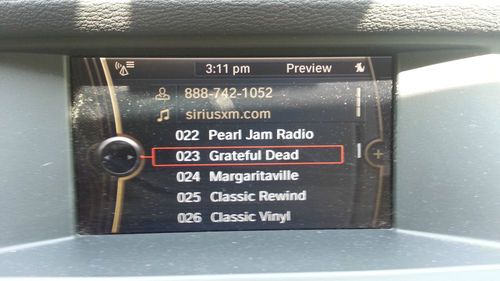 3:11 pm Preview
888-742-1052
siriusxm.com
022 Pearl Jam Radio
023 Grateful Dead
024 Margaritaville
025 Classic Rewind
026 Classic Vinyl